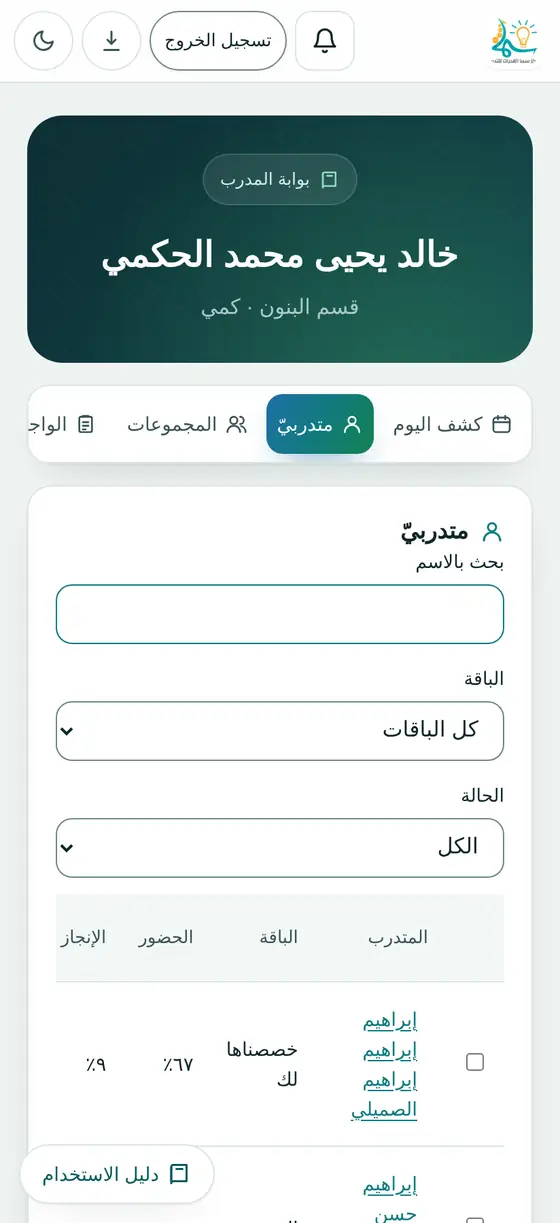 تسجيل الخروج
بوابة المدرب
خالد يحيى محمد الحكمي
قسم البنون · كمي
كشف اليوم
متدربيّ
المجموعات
الواج
متدربيّ
بحث بالاسم
الباقة
كل الباقات
الحالة
الكل
المتدرب الباقة الحضور الإنجاز
إبراهيم
إبراهيم
إبراهيم
الصميلي
خصصناها
لك
٦٧٪
٩٪
إبراهيم
حسن
دليل الاستخدام